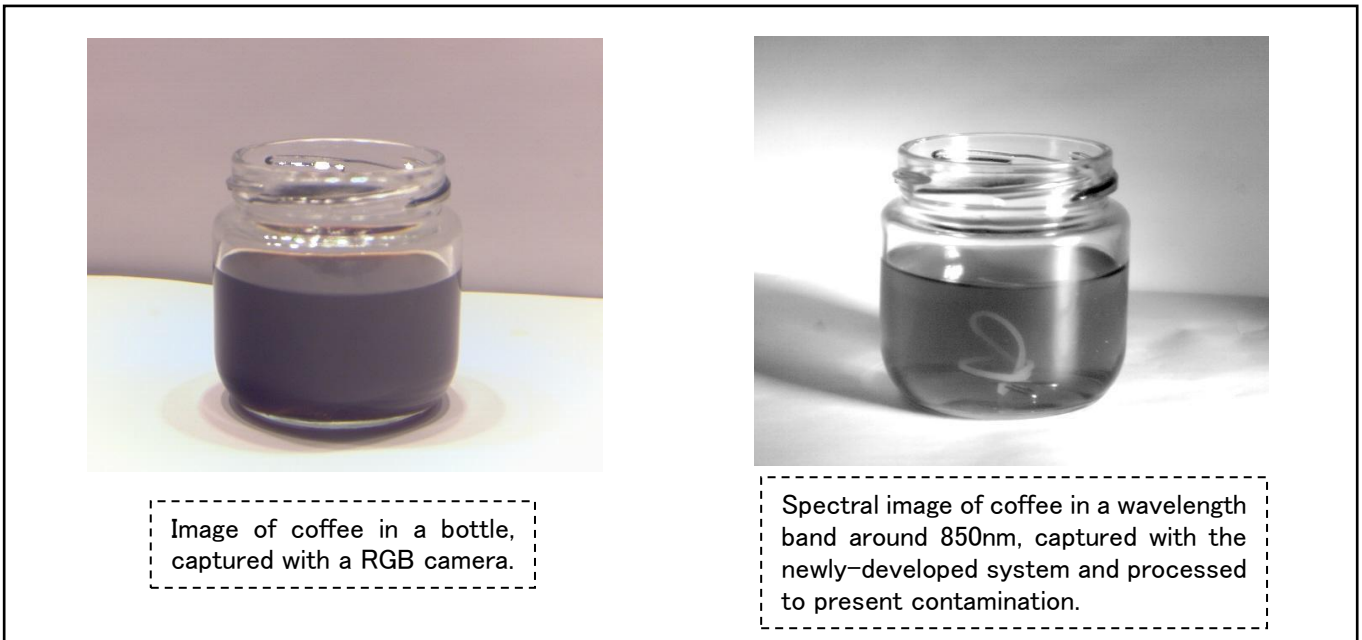 Image of coffee in a bottle,
captured with a RGB camera.
Spectral image of coffee in a wavelength
band around 850nm, captured with the
newly-developed system and processed
to present contamination.